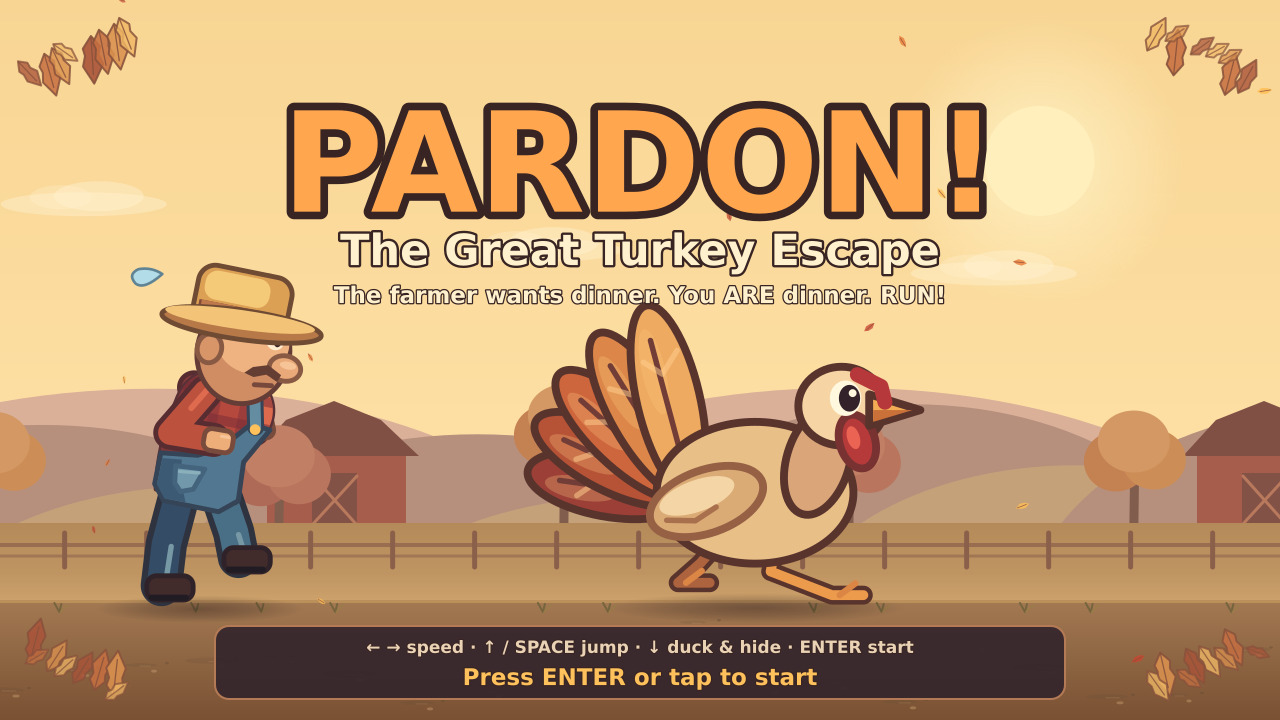 PARDON!
The Great Turkey Escape
The farmer wants dinner. You ARE dinner. RUN!
← → speed · ↑ / SPACE jump · ↓ duck & hide · ENTER start
Press ENTER or tap to start